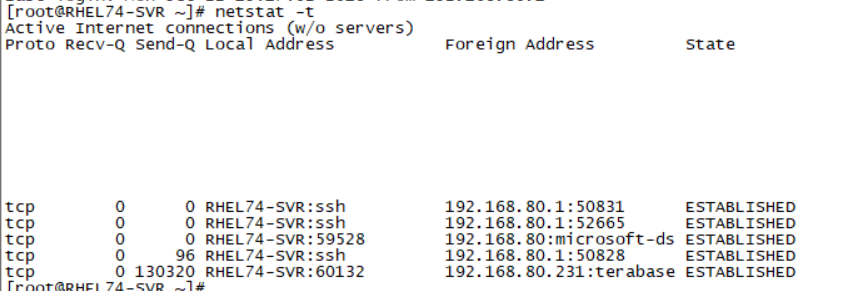 [root@RHEL74-SVR ~]# netstat -t
Active Internet connections (w/o servers)
Proto Recv-Q Send-Q Local Address Foreign Address State
tcp 0 0 RHEL74-SVR:ssh 192.168.80.1:50831 ESTABLISHED
tcp 0 0 RHEL74-SVR:ssh 192.168.80.1:52665 ESTABLISHED
tcp 0 0 RHEL74-SVR:59528 192.168.80:microsoft-ds ESTABLISHED
tcp 0 96 RHEL74-SVR:ssh 192.168.80.1:50828 ESTABLISHED
tcp 0 130320 RHEL74-SVR:60132 192.168.80.231:terabase ESTABLISHED
[root@RHEL74-SVR ~]#